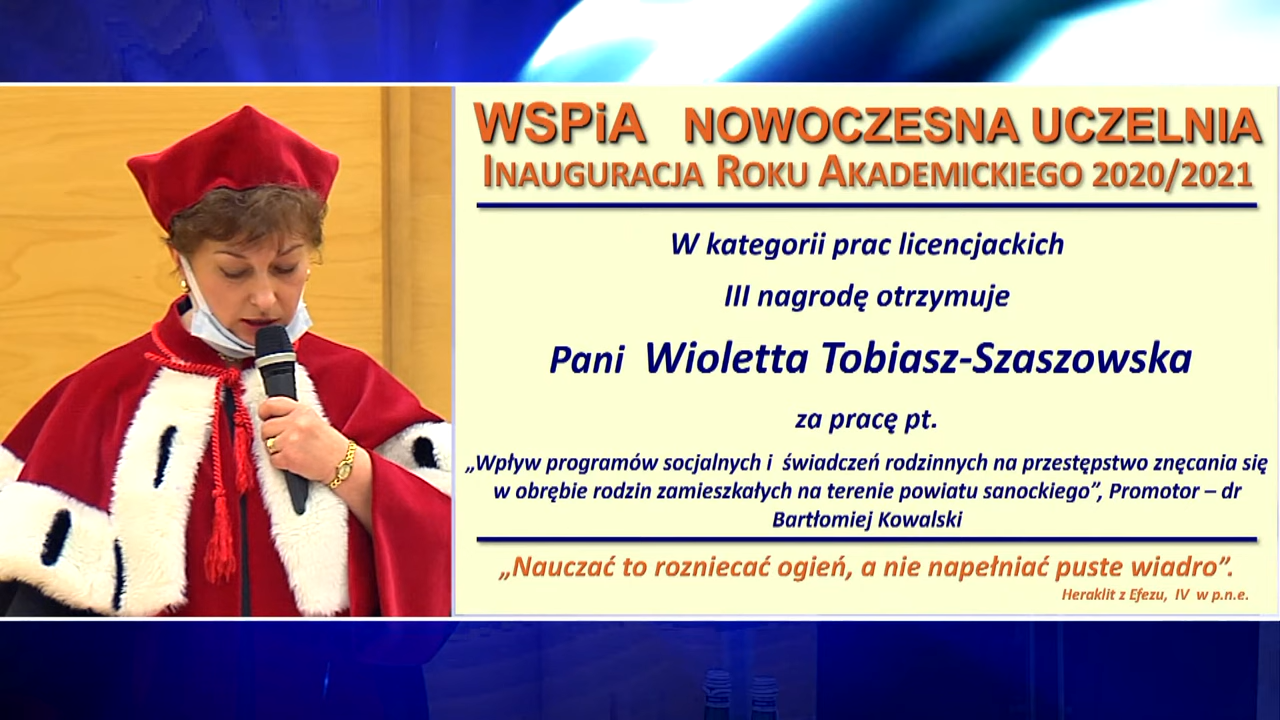 WSPiA NOWOCZESNA UCZELNIA
INAUGURACJA ROKU AKADEMICKIEGO 2020/2021
W kategorii prac licencjackich
III nagrodę otrzymuje
Pani Wioletta Tobiasz-Szaszowska
za pracę pt.
„Wpływ programów socjalnych i świadczeń rodzinnych na przestępstwo znęcania się
w obrębie rodzin zamieszkałych na terenie powiatu sanockiego”, Promotor – dr
Bartłomiej Kowalski
„Nauczać to rozniecać ogień, a nie napełniać puste wiadro”.
Heraklit z Efezu, IV w p.n.e.